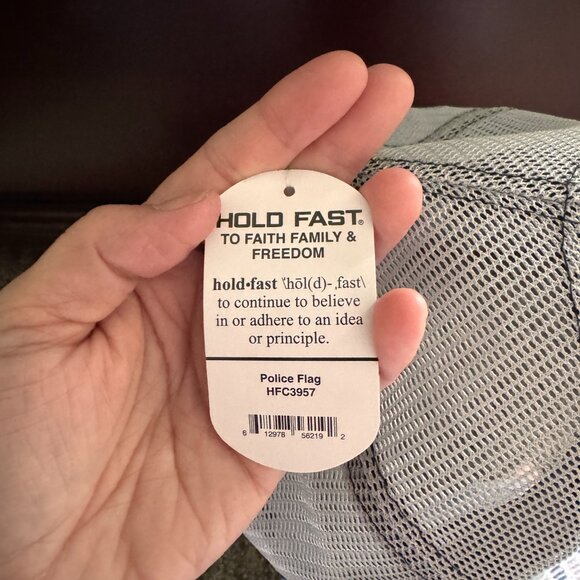 HOLD FAST®
TO FAITH FAMILY &
FREEDOM
hold•fast \'hōl(d)-ˌfast\
to continue to believe
in or adhere to an idea
or principle.
Police Flag
HFC3957
6 12978 56219 2